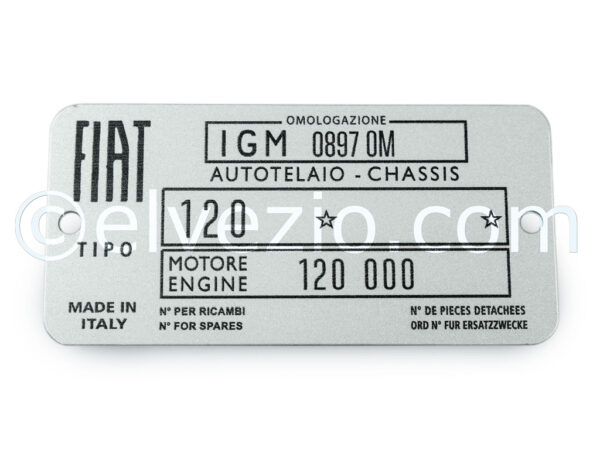 FIAT
OMOLOGAZIONE
IGM 0897 OM
AUTOTELAIO - CHASSIS
120 ☆ ☆
©elvezio.com
TIPO
MOTORE
ENGINE
120 000
MADE IN
ITALY
N° PER RICAMBI
N° FOR SPARES
N° DE PIECES DETACHEES
ORD N° FUR ERSATZZWECKE